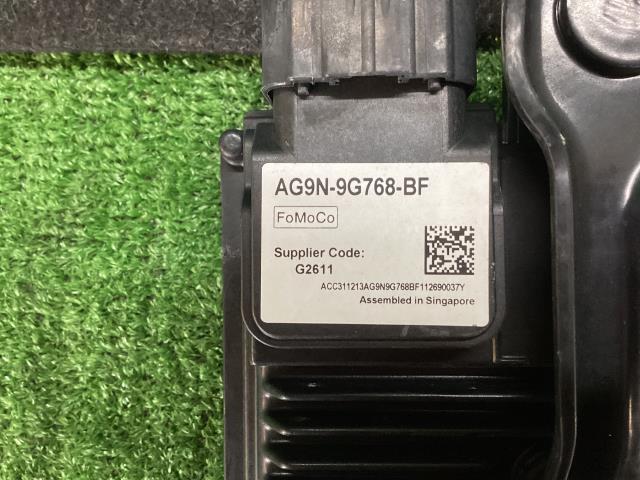 AG9N-9G768-BF
FoMoCo
Supplier Code:
G2611
ACC311213AG9N9G768BF112690037Y
Assembled in Singapore